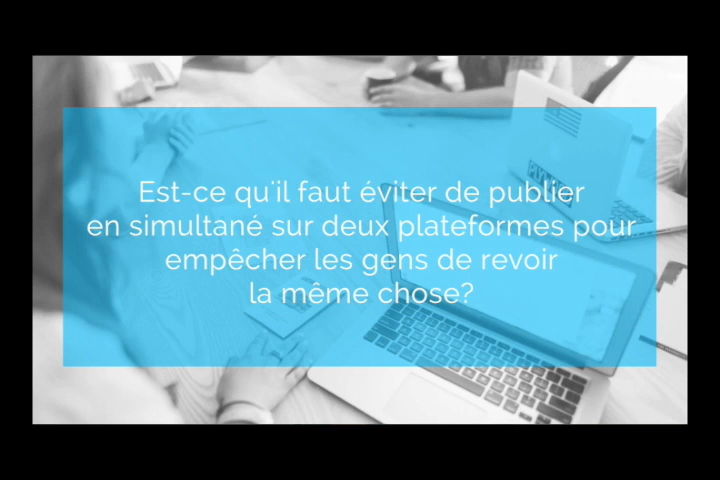 Est-ce qu'il faut éviter de publier
en simultané sur deux plateformes pour
empêcher les gens de revoir
la même chose?